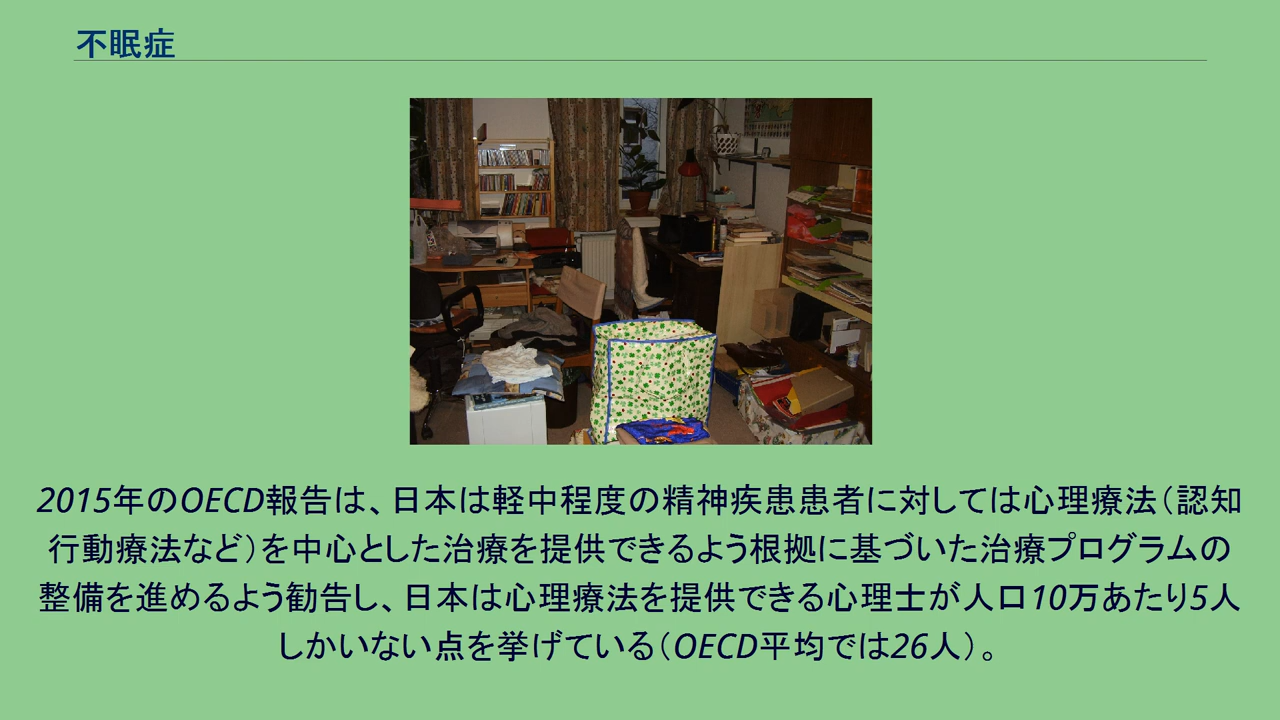 不眠症
2015年のOECD報告は、日本は軽中程度の精神疾患患者に対しては心理療法（認知
行動療法など）を中心とした治療を提供できるよう根拠に基づいた治療プログラムの
整備を進めるよう勧告し、日本は心理療法を提供できる心理士が人口10万あたり5人
しかいない点を挙げている（OECD平均では26人）。